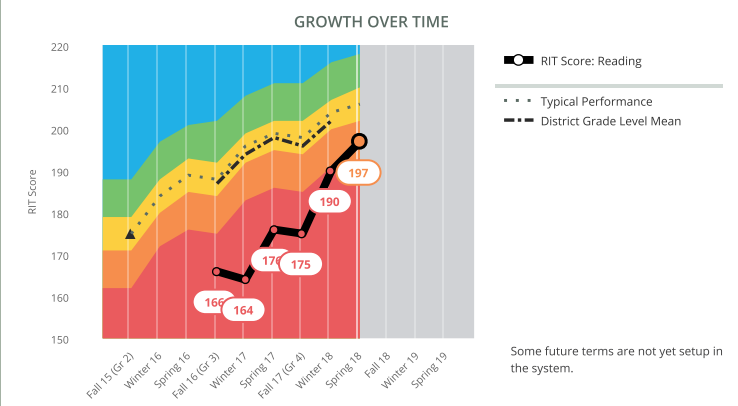 GROWTH OVER TIME
220
210
200
190
180
170
160
150
RIT Score
166
164
176
175
190
197
Fall 15 (Gr 2)
Winter 16
Spring 16
Fall 16 (Gr 3)
Winter 17
Spring 17
Fall 17 (Gr 4)
Winter 18
Spring 18
Fall 18
Winter 19
Spring 19
RIT Score: Reading
Typical Performance
District Grade Level Mean
Some future terms are not yet setup in
the system.